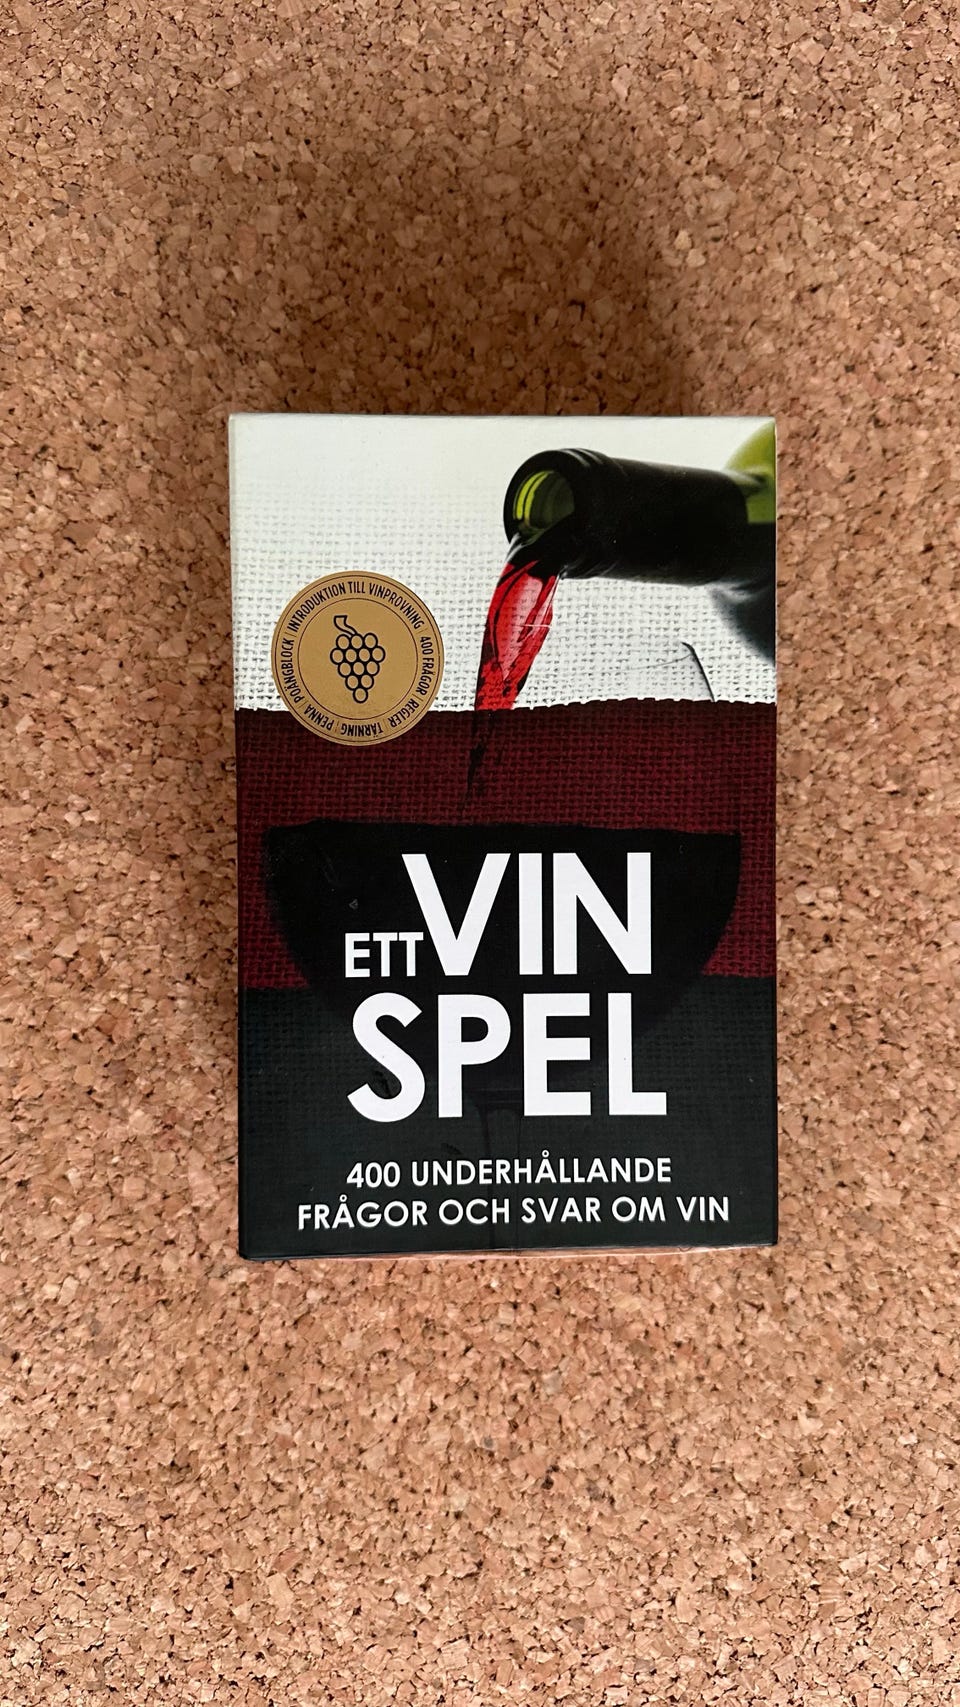 INTRODUKTION TILL VINPROVNING | 400 FRÅGOR | REGLER | TÄRNING | PENNA | POÄNGBLOCK |
ETT VIN
SPEL
400 UNDERHÅLLANDE
FRÅGOR OCH SVAR OM VIN